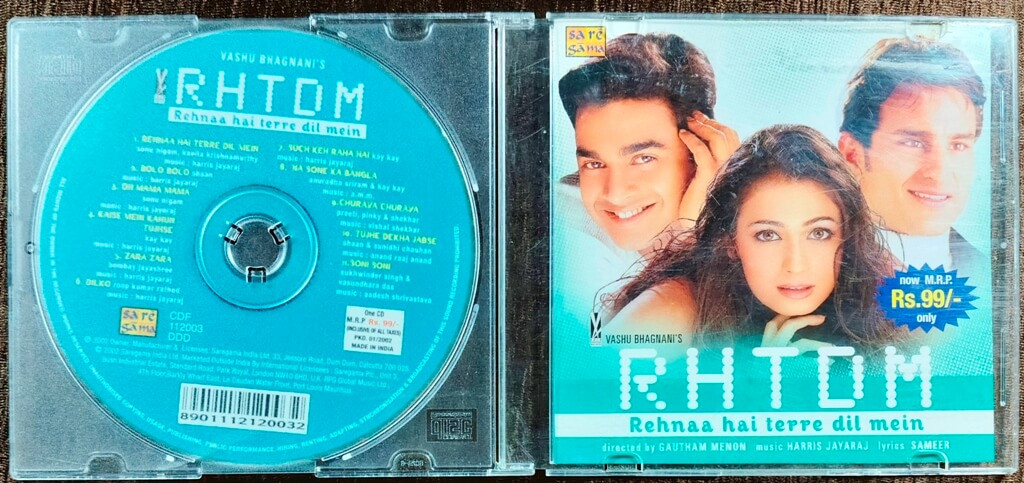 VASHU BHAGNANI'S
RHTDM
Rehnaa hai terre dil mein
1. REHNAA HAI TERRE DIL MEIN
sonu nigam, kavita krishnamurthy
music : harris jayaraj
2. BOLO BOLO shaan
music : harris jayaraj
3. OH MAMA MAMA
sonu nigam
music : harris jayaraj
4. KAISE MEIN KAHUN
TUJHSE
kay kay
music : harris jayaraj
5. ZARA ZARA
bombay jayashree
music : harris jayaraj
6. DILKO roop kumar rathod
music : harris jayaraj
7. SUCH KEH RAHA HAI kay kay
music : harris jayaraj
8. NA SONE KA BANGLA
anuradha sriram & kay kay
music : a.m.m.
9. CHURAYA CHURAYA
preeti, pinky & shekhar
music : vishal shekhar
10. TUJHE DEKHA JABSE
shaan & sunidhi chauhan
music : anand raaj anand
11. SONI SONI
sukhwinder singh &
vasundhara das
music : aadesh shrivastava
sa re
ga ma
CDF
112003
DDD
One CD
M.R.P. Rs. 99/-
(INCLUSIVE OF ALL TAXES)
PKD. 01/2002
MADE IN INDIA
8901112120032
sa re
ga ma
now M.R.P.
Rs.99/-
only
VASHU BHAGNANI'S
RHTDM
Rehnaa hai terre dil mein
directed by GAUTHAM MENON music HARRIS JAYARAJ lyrics SAMEER